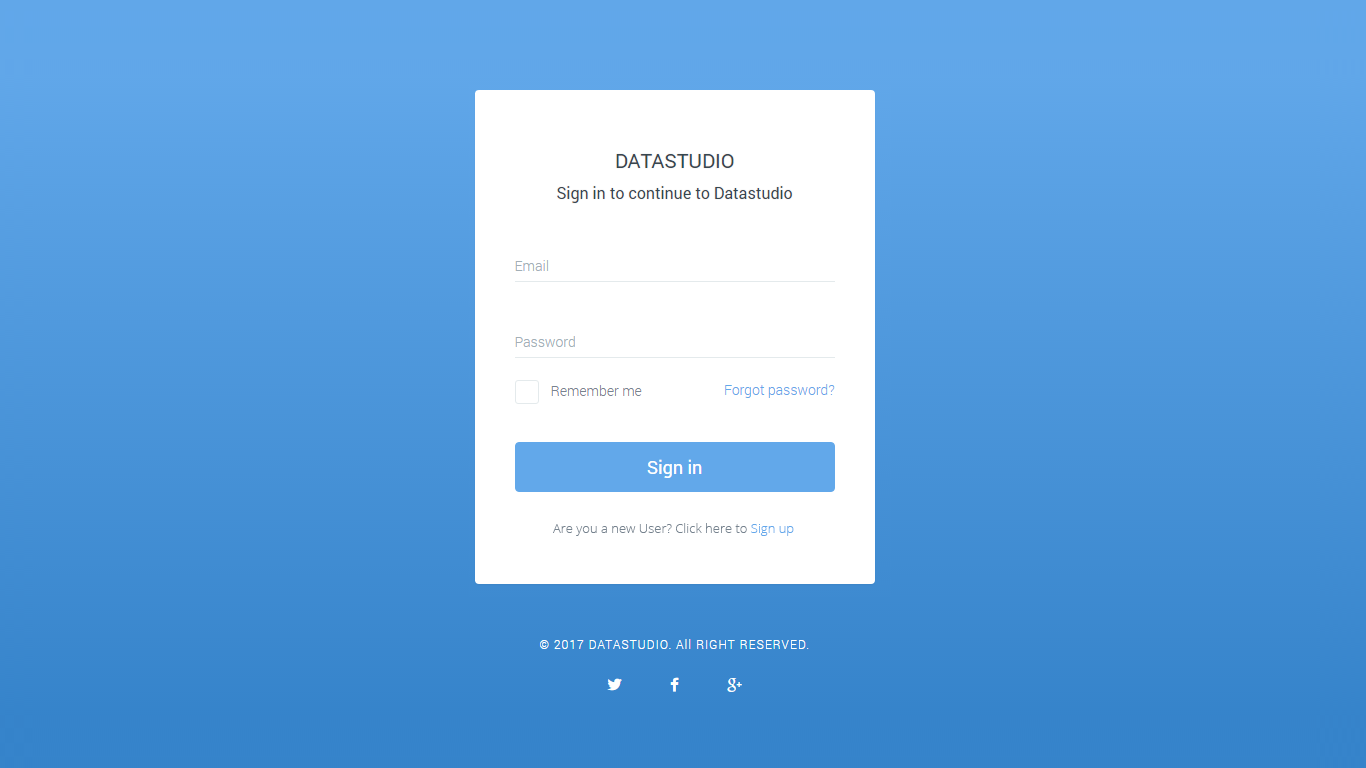 DATASTUDIO
Sign in to continue to Datastudio
Email
Password
Remember me
Forgot password?
Sign in
Are you a new User? Click here to Sign up
© 2017 DATASTUDIO. All RIGHT RESERVED.